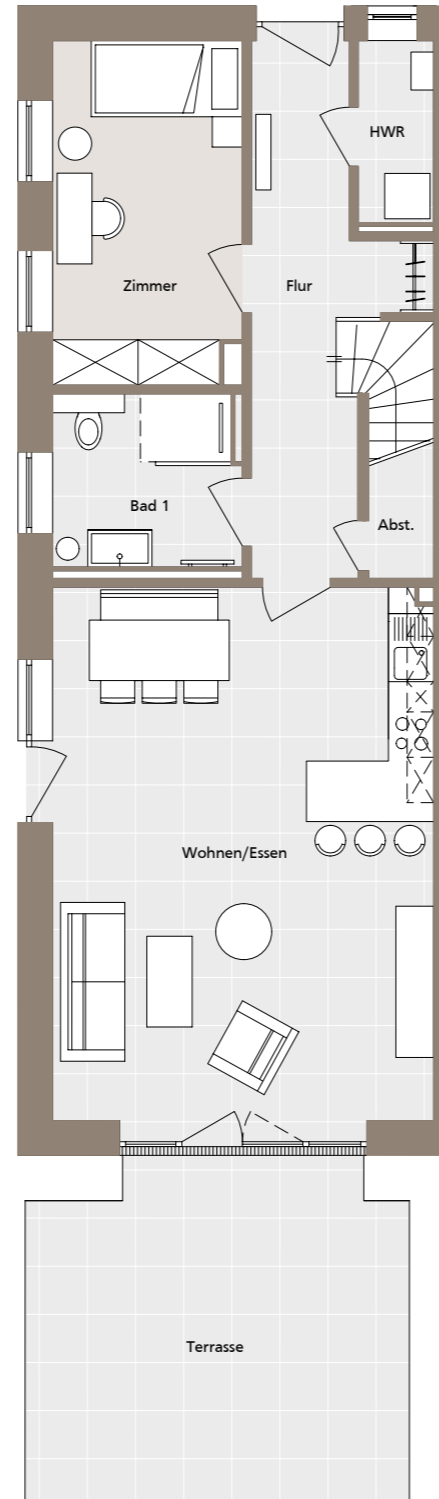 HWR
Zimmer
Flur
Bad 1
Abst.
Wohnen/Essen
Terrasse